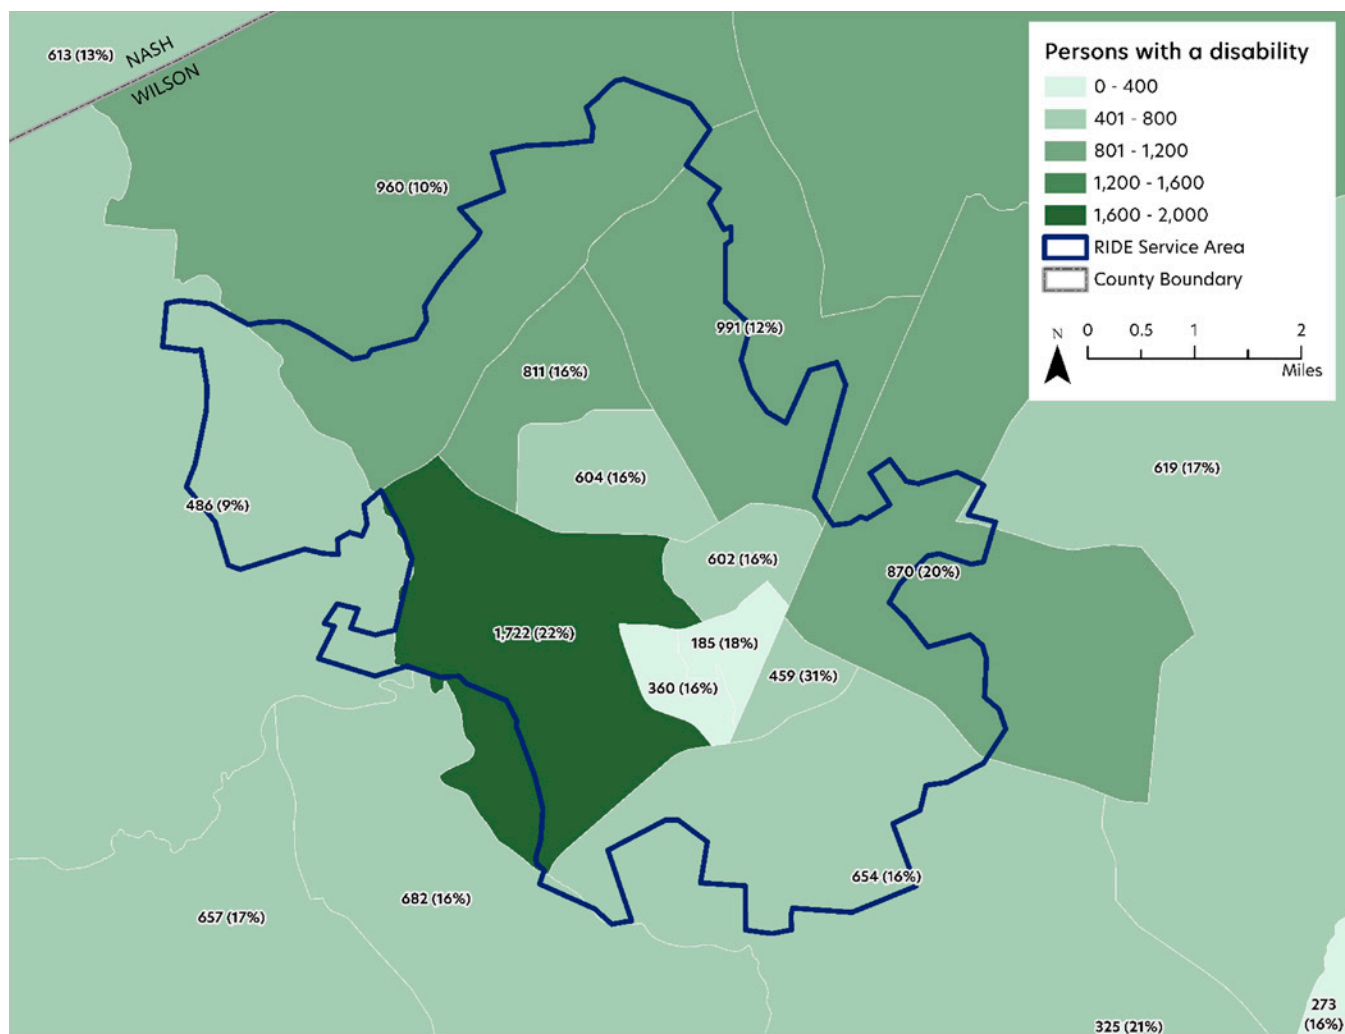 613 (13%)
NASH
WILSON
Persons with a disability
0 - 400
401 - 800
801 - 1,200
1,200 - 1,600
1,600 - 2,000
RIDE Service Area
County Boundary
N
0 0.5 1 2
Miles
960 (10%)
991 (12%)
811 (16%)
604 (16%)
619 (17%)
486 (9%)
602 (16%)
870 (20%)
1,722 (22%)
185 (18%)
459 (31%)
360 (16%)
654 (16%)
682 (16%)
657 (17%)
273
(16%)
325 (21%)